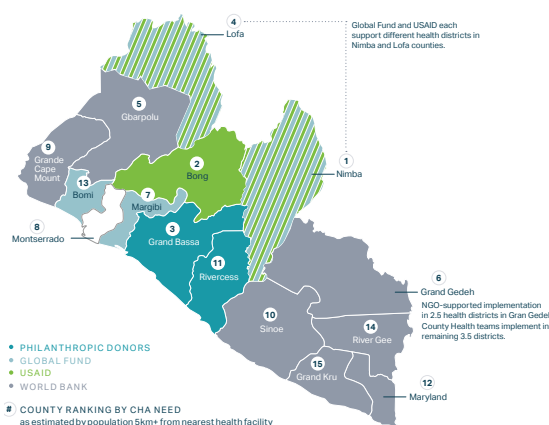 4
Lofa
Global Fund and USAID each
support different health districts in
Nimba and Lofa counties.
5
Gbarpolu
9
Grande
Cape
Mount
13
Bomi
2
Bong
1
Nimba
7
Margibi
8
Montserrado
3
Grand Bassa
11
Rivercess
6
Grand Gedeh
NGO-supported implementation
in 2.5 health districts in Gran Gedeh
County Health teams implement in
remaining 3.5 districts.
10
Sinoe
14
River Gee
15
Grand Kru
12
Maryland
PHILANTHROPIC DONORS
GLOBAL FUND
USAID
WORLD BANK
# COUNTY RANKING BY CHA NEED
as estimated by population 5km+ from nearest health facility